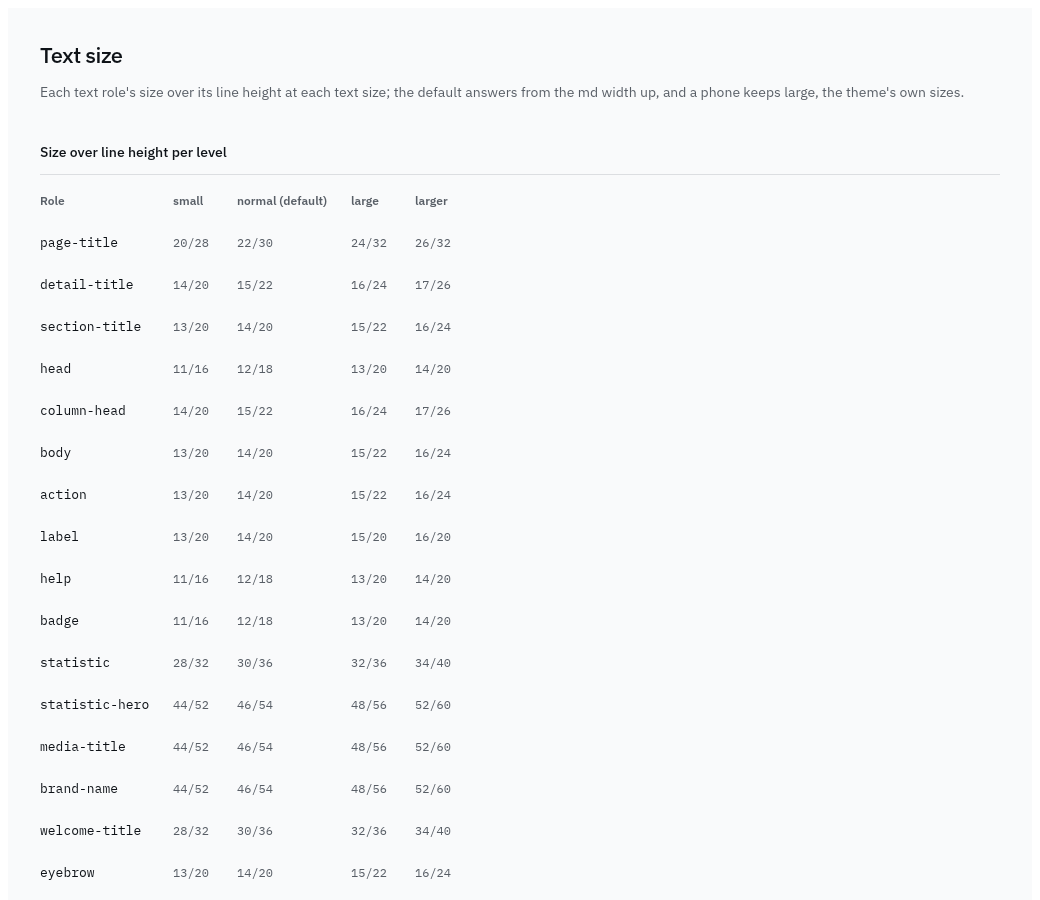 Text size
Each text role's size over its line height at each text size; the default answers from the md width up, and a phone keeps large, the theme's own sizes.
Size over line height per level
Role small normal (default) large larger
page-title 20/28 22/30 24/32 26/32
detail-title 14/20 15/22 16/24 17/26
section-title 13/20 14/20 15/22 16/24
head 11/16 12/18 13/20 14/20
column-head 14/20 15/22 16/24 17/26
body 13/20 14/20 15/22 16/24
action 13/20 14/20 15/22 16/24
label 13/20 14/20 15/20 16/20
help 11/16 12/18 13/20 14/20
badge 11/16 12/18 13/20 14/20
statistic 28/32 30/36 32/36 34/40
statistic-hero 44/52 46/54 48/56 52/60
media-title 44/52 46/54 48/56 52/60
brand-name 44/52 46/54 48/56 52/60
welcome-title 28/32 30/36 32/36 34/40
eyebrow 13/20 14/20 15/22 16/24